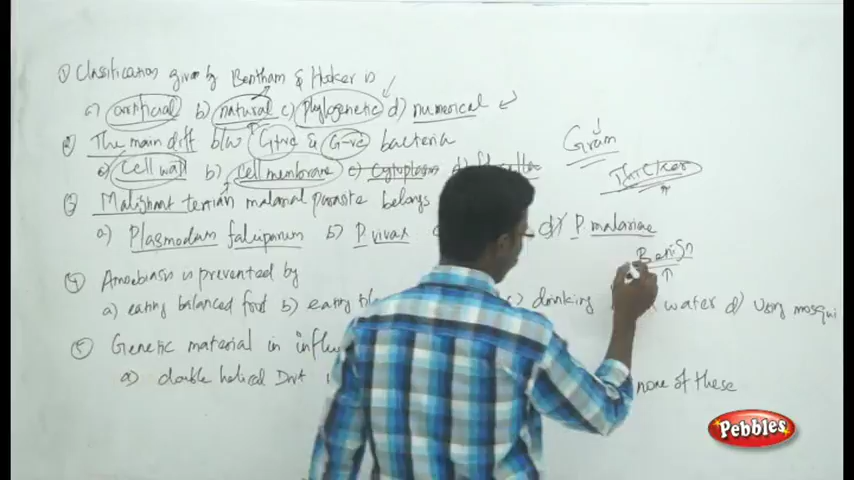 ① Classification given by Bentham & Hooker is
a) artificial b) natural c) phylogenetic d) numerical
② The main diff b/w G+ve & G-ve bacteria
a) Cell wall b) Cell membrane c) Cytoplasm d)
Gram
Thicker
③ Malignant tertian malarial parasite belongs
a) Plasmodium falciparum b) P. vivax d) P. malariae
Benign
④ Amoebiasis is prevented by
a) eating balanced food b) eating c) drinking water d) Using mosqui
⑤ Genetic material in influ
a) double helical DNA none of these
Pebbles